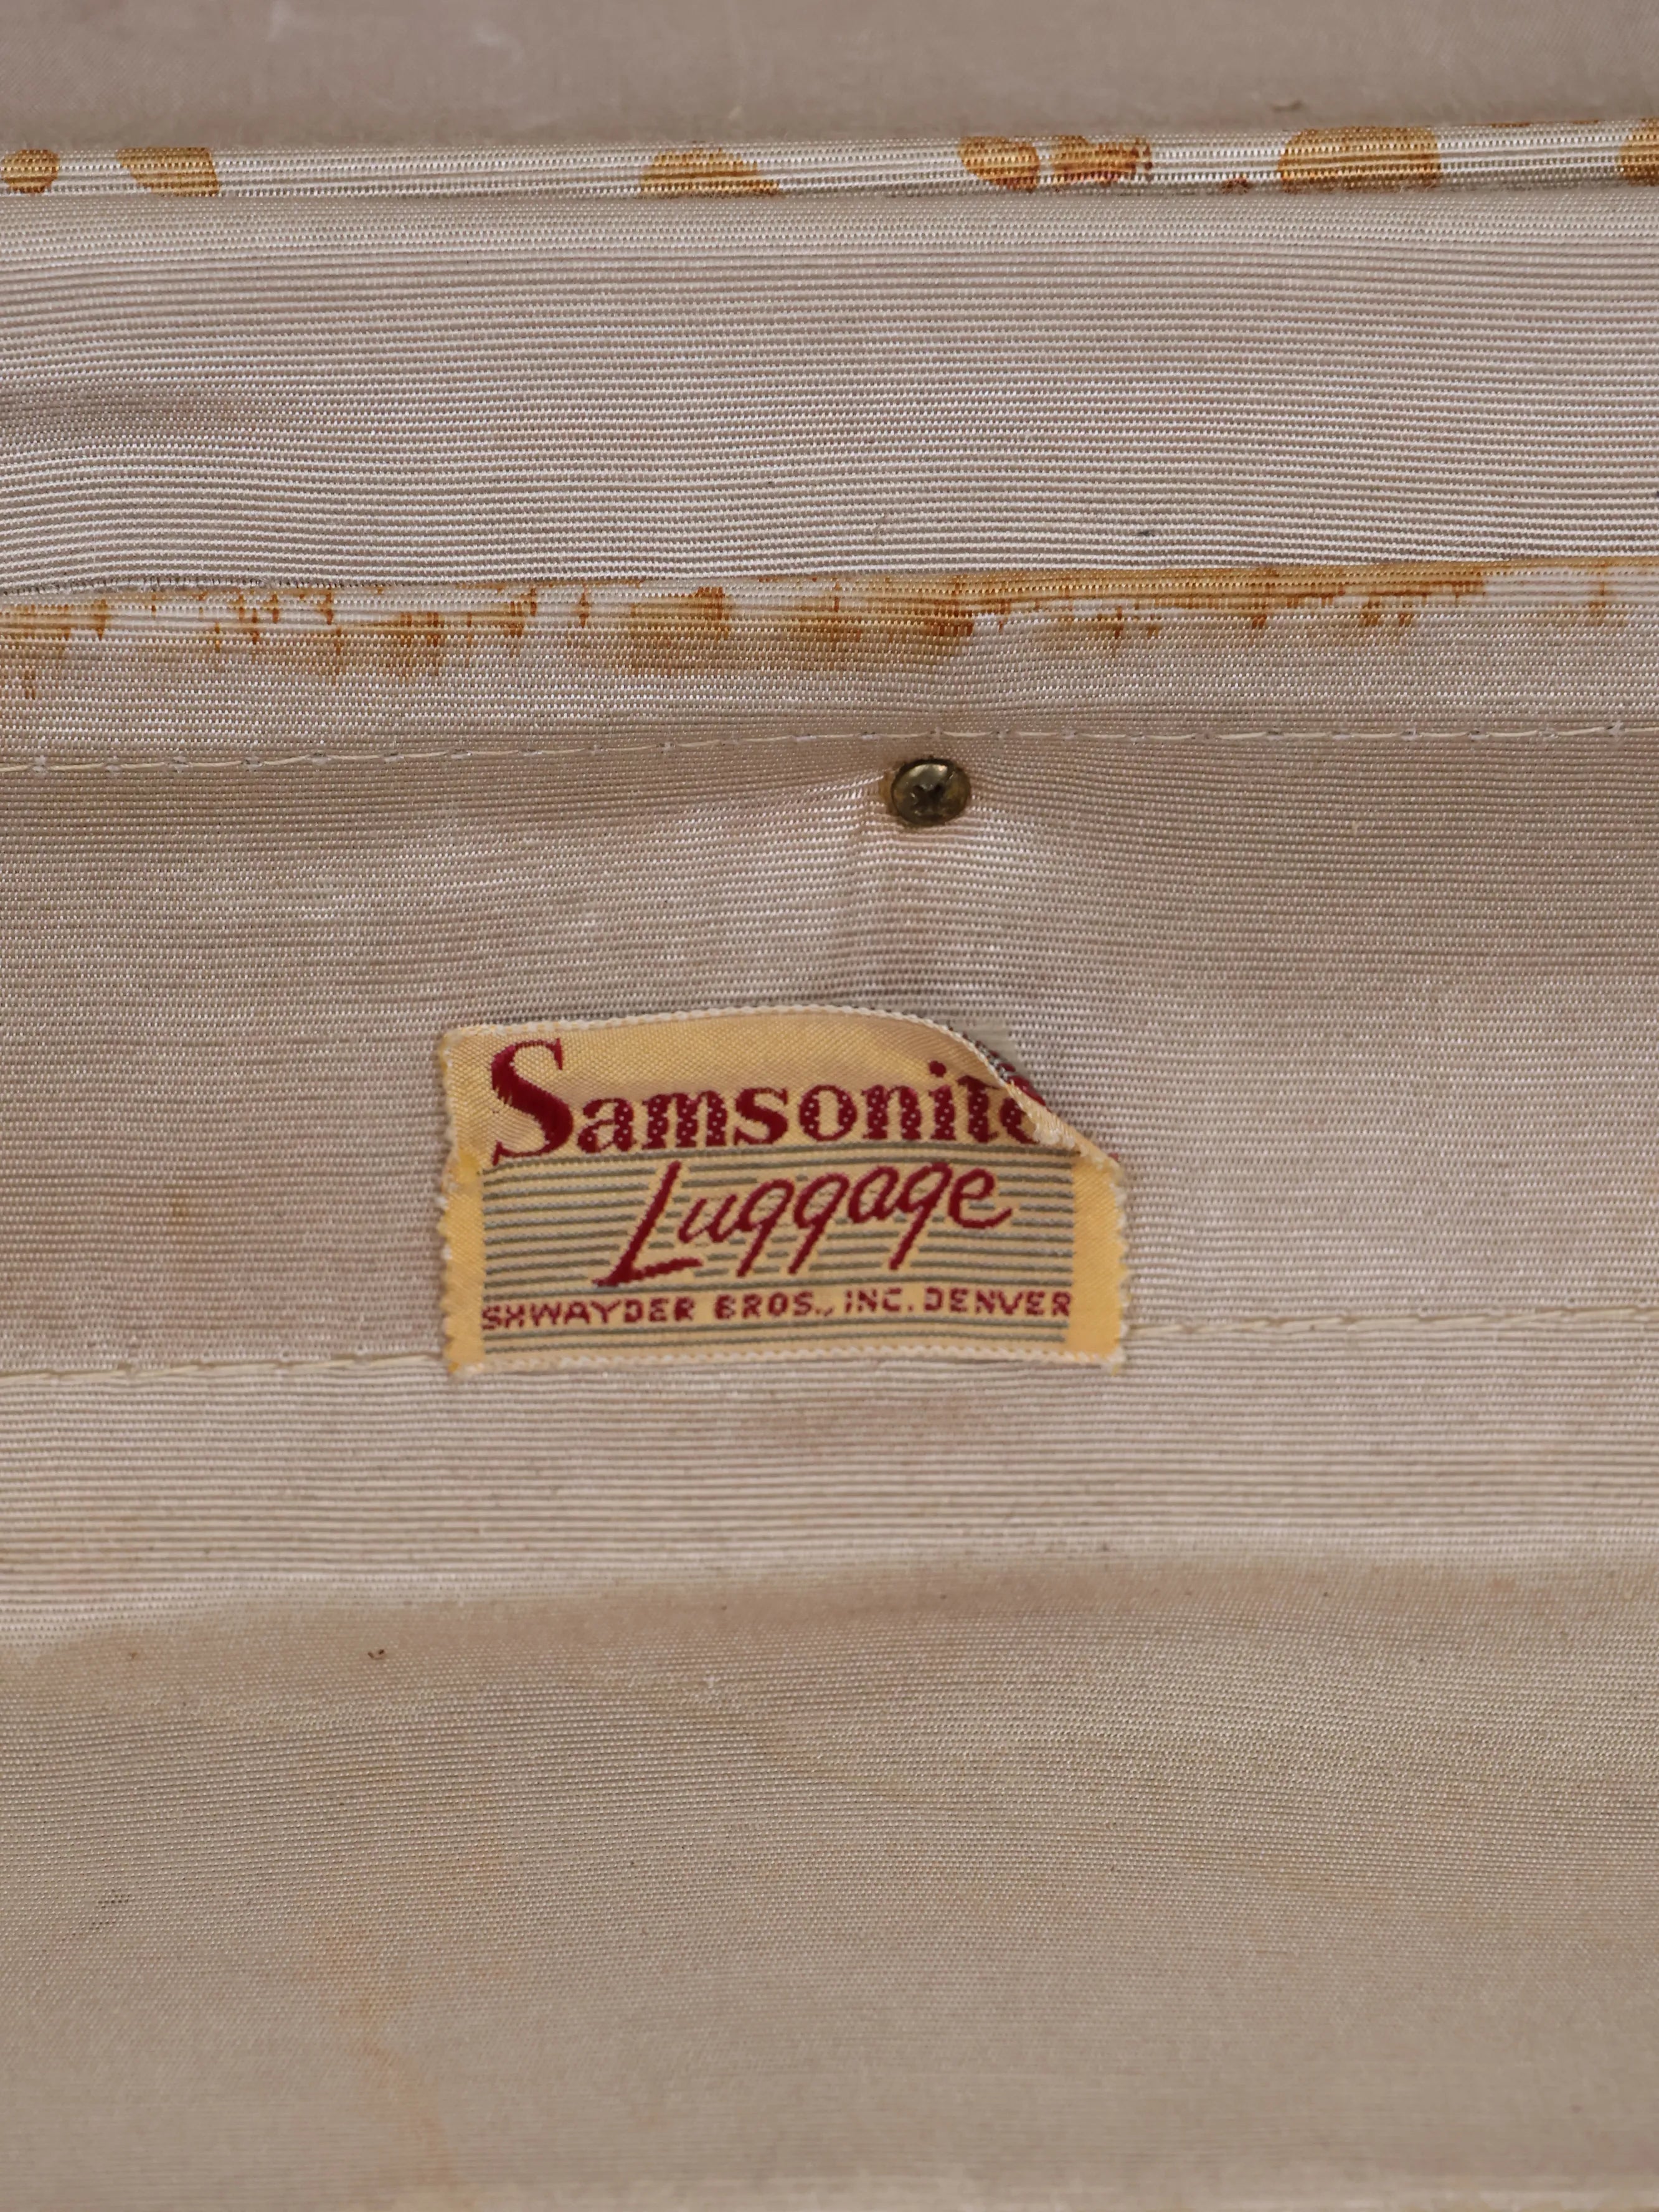 Samsonite
Luggage
SHWAYDER BROS., INC. DENVER